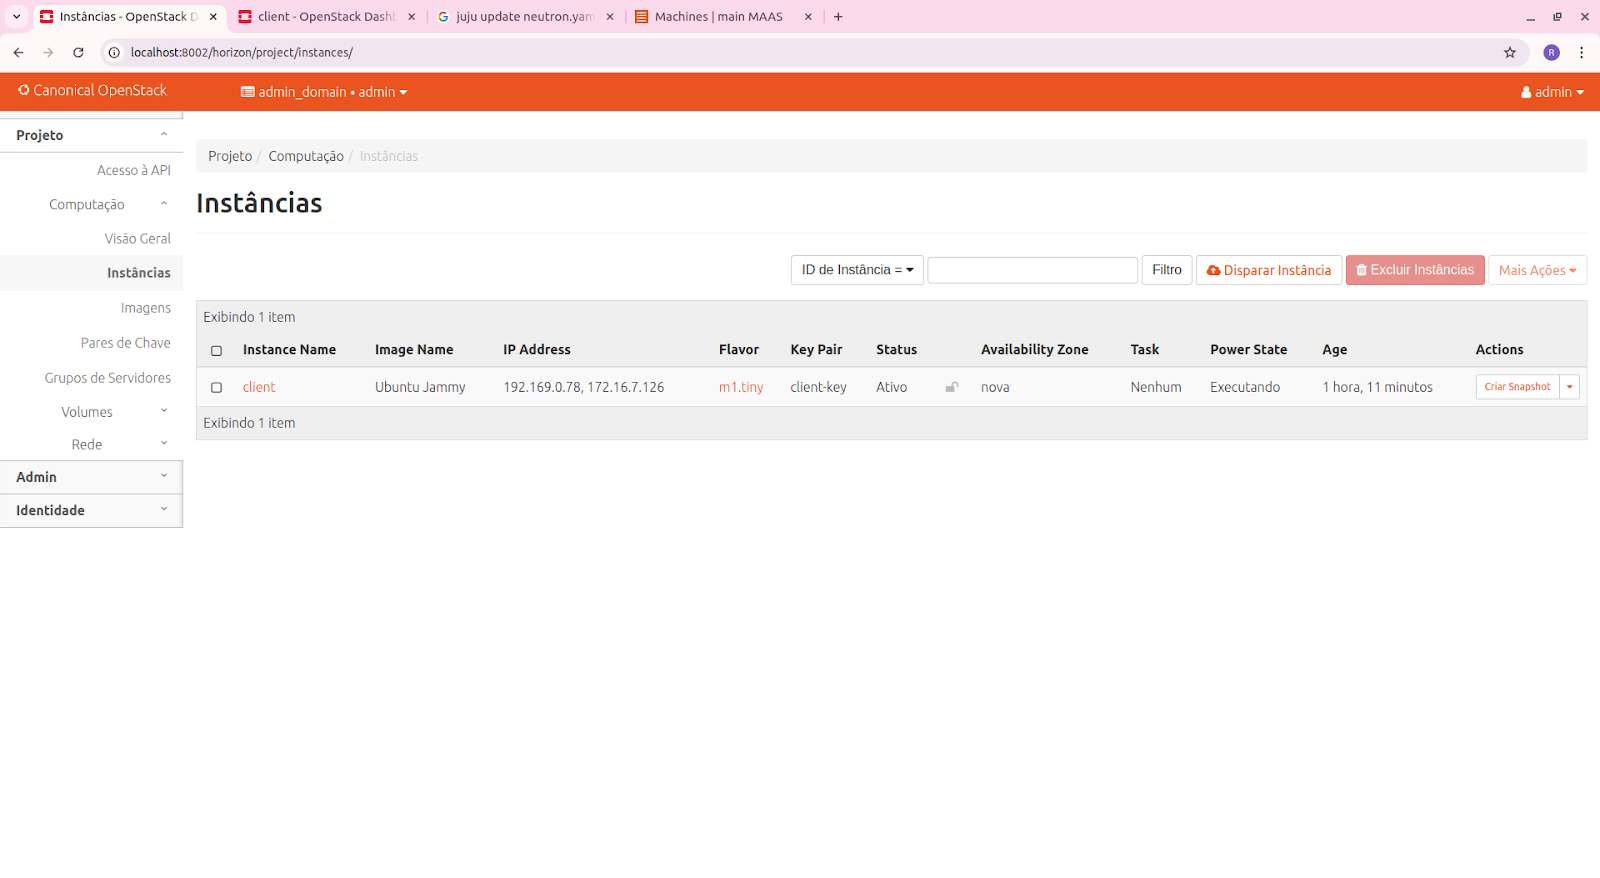 Instâncias - OpenStack D
client - OpenStack Dashb
juju update neutron.yam
Machines | main MAAS
localhost:8002/horizon/project/instances/
R
Canonical OpenStack
admin_domain • admin
admin
Projeto
Acesso à API
Computação
Visão Geral
Instâncias
Imagens
Pares de Chave
Grupos de Servidores
Volumes
Rede
Admin
Identidade
Projeto / Computação / Instâncias
Instâncias
ID de Instância = Filtro Disparar Instância Excluir Instâncias Mais Ações
Exibindo 1 item
Instance Name Image Name IP Address Flavor Key Pair Status Availability Zone Task Power State Age Actions
client Ubuntu Jammy 192.169.0.78, 172.16.7.126 m1.tiny client-key Ativo nova Nenhum Executando 1 hora, 11 minutos Criar Snapshot
Exibindo 1 item